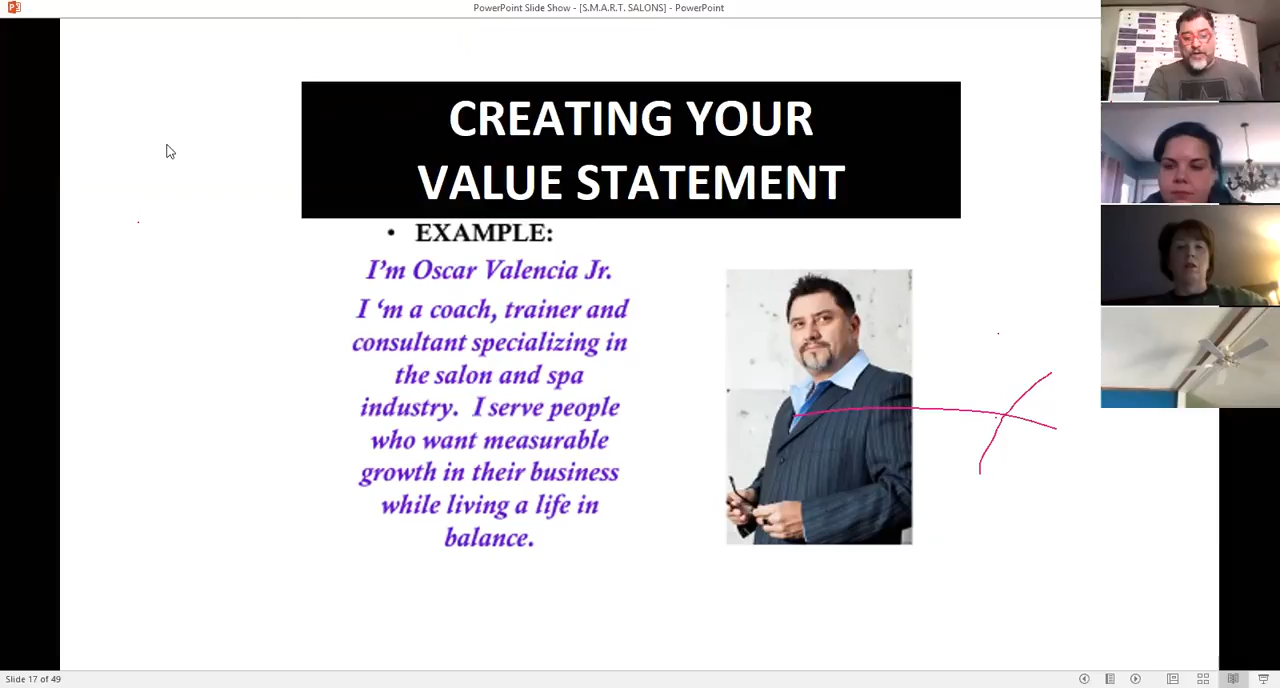 PowerPoint Slide Show - [S.M.A.R.T. SALONS] - PowerPoint
CREATING YOUR
VALUE STATEMENT
• EXAMPLE:
I'm Oscar Valencia Jr.
I ‘m a coach, trainer and
consultant specializing in
the salon and spa
industry. I serve people
who want measurable
growth in their business
while living a life in
balance.
Slide 17 of 49